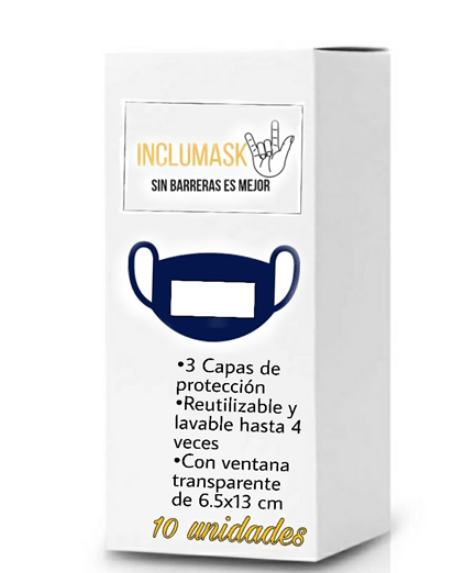 INCLUMASK
SIN BARRERAS ES MEJOR
•3 Capas de
protección
•Reutilizable y
lavable hasta 4
veces
•Con ventana
transparente
de 6.5x13 cm
10 unidades